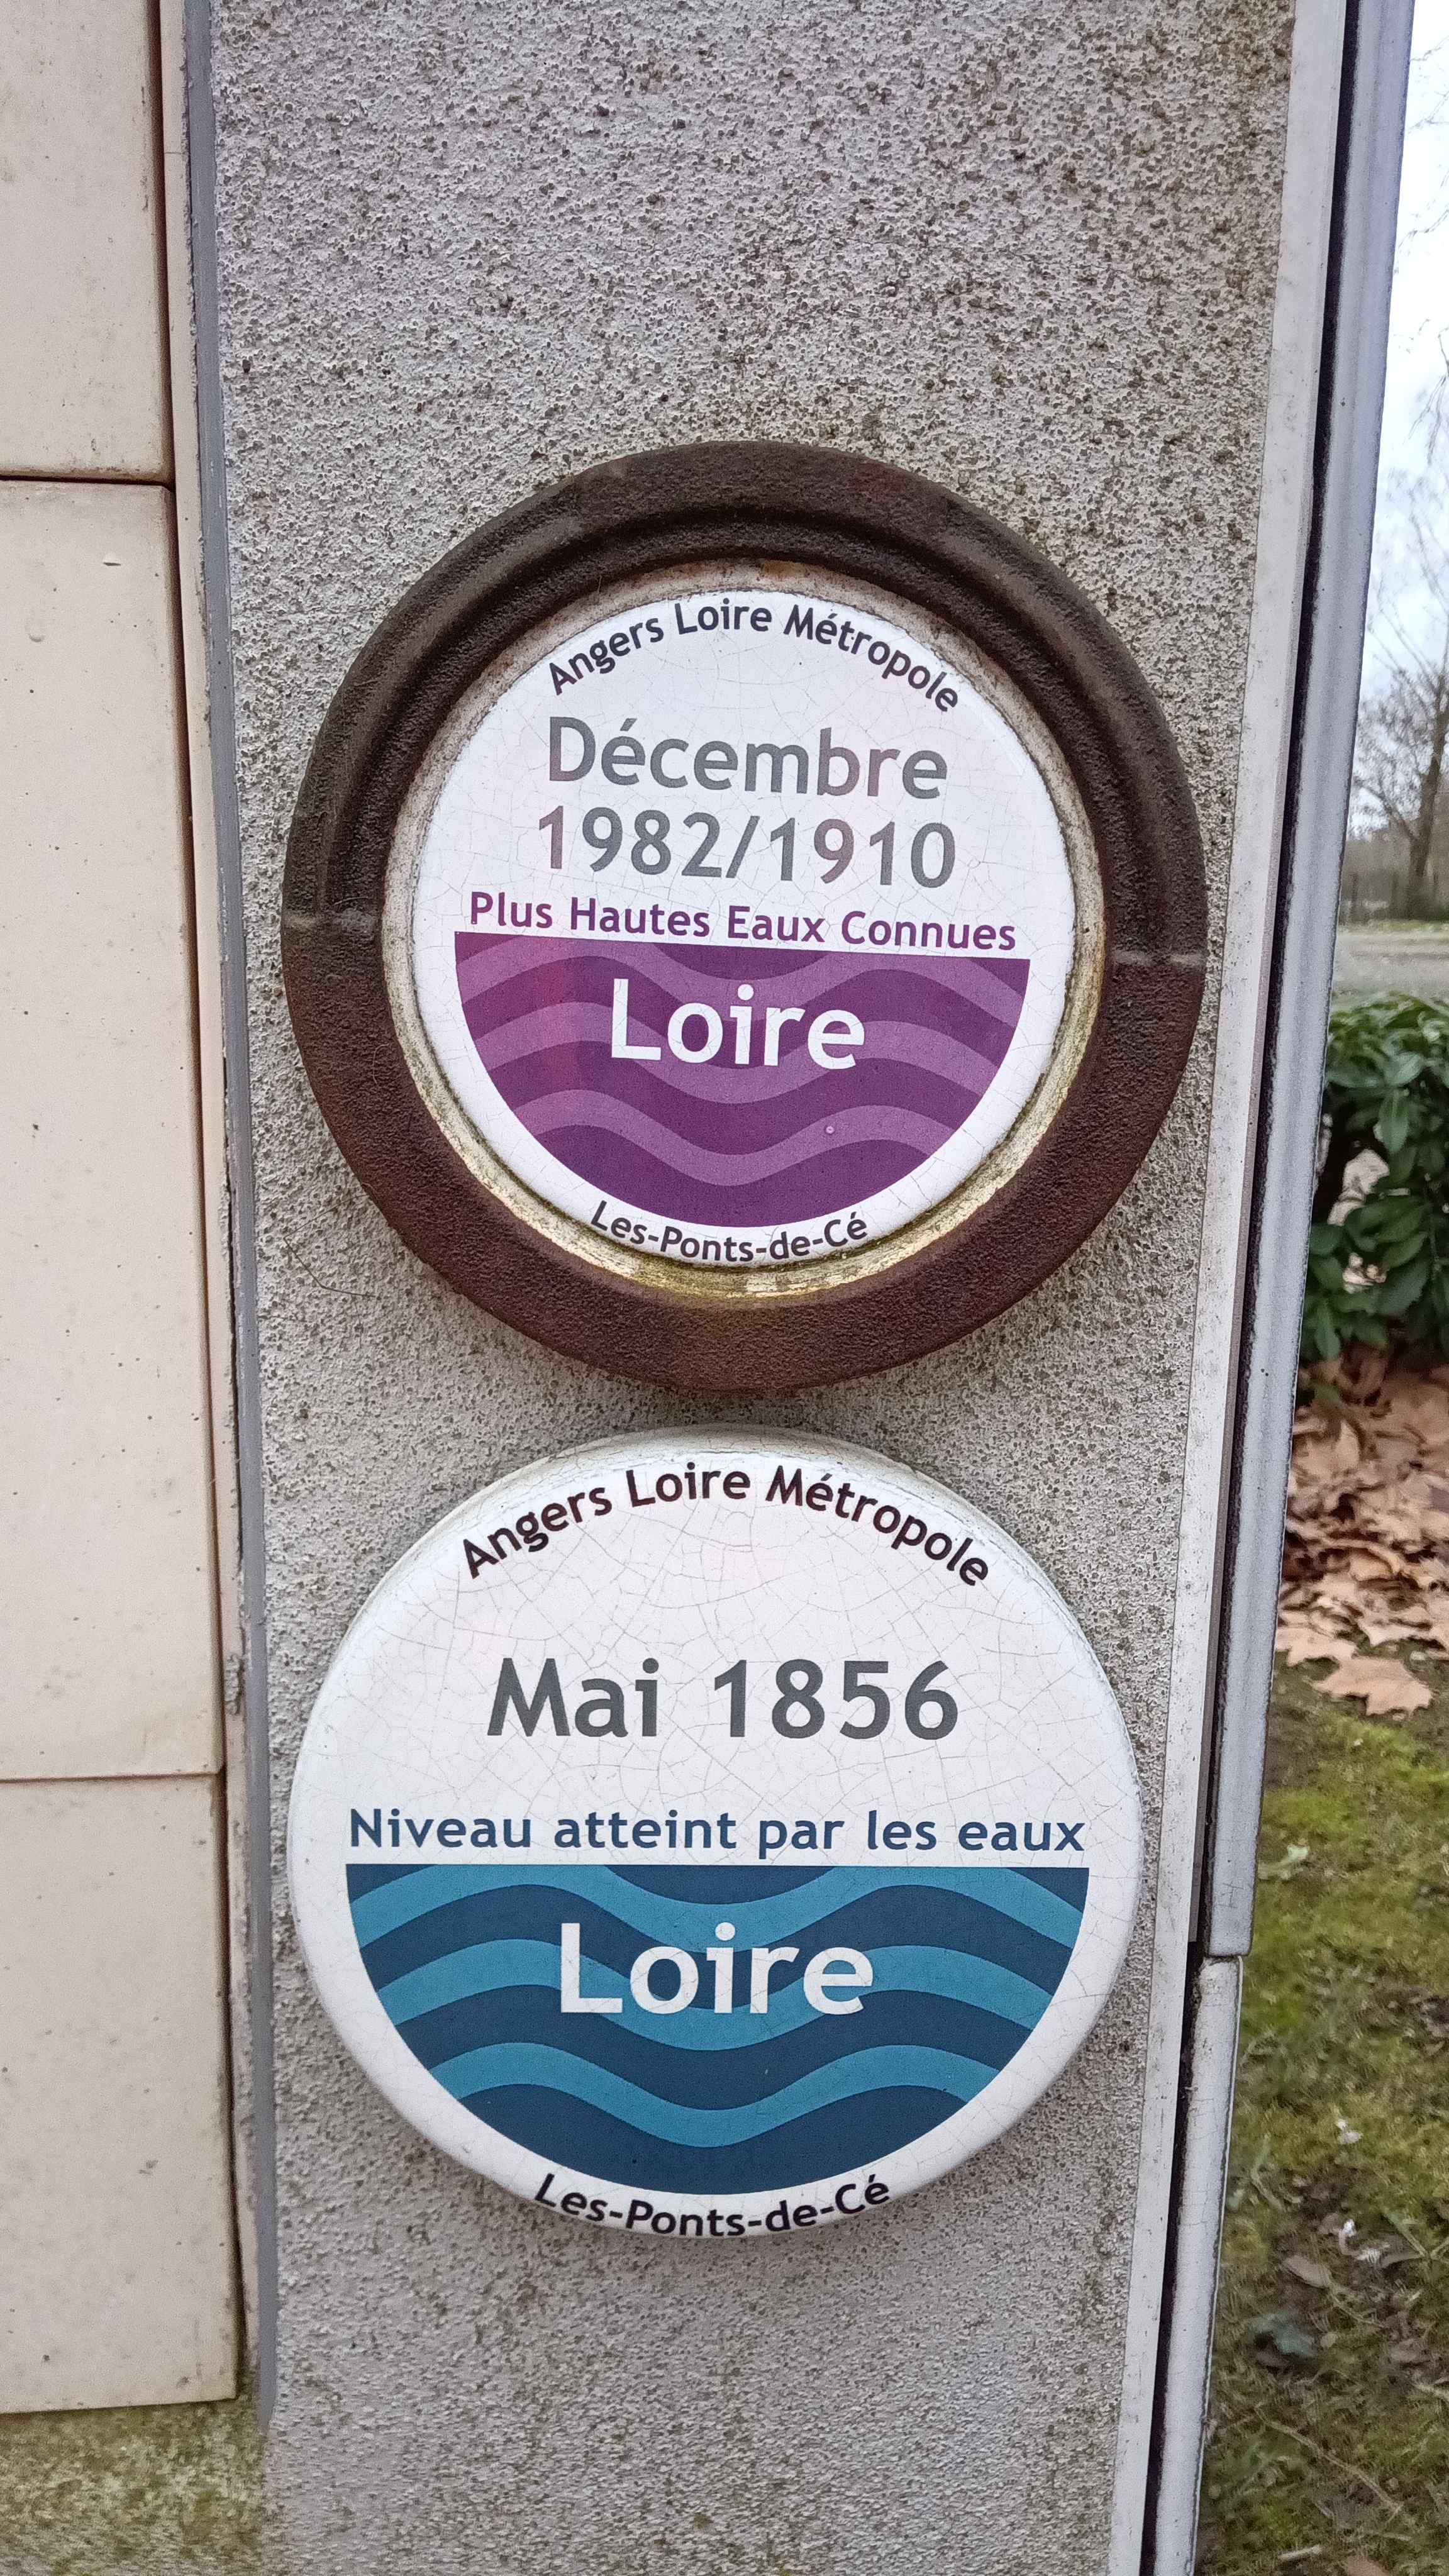 Angers Loire Métropole
Décembre
1982/1910
Plus Hautes Eaux Connues
Loire
Les-Ponts-de-Cé
Angers Loire Métropole
Mai 1856
Niveau atteint par les eaux
Loire
Les-Ponts-de-Cé